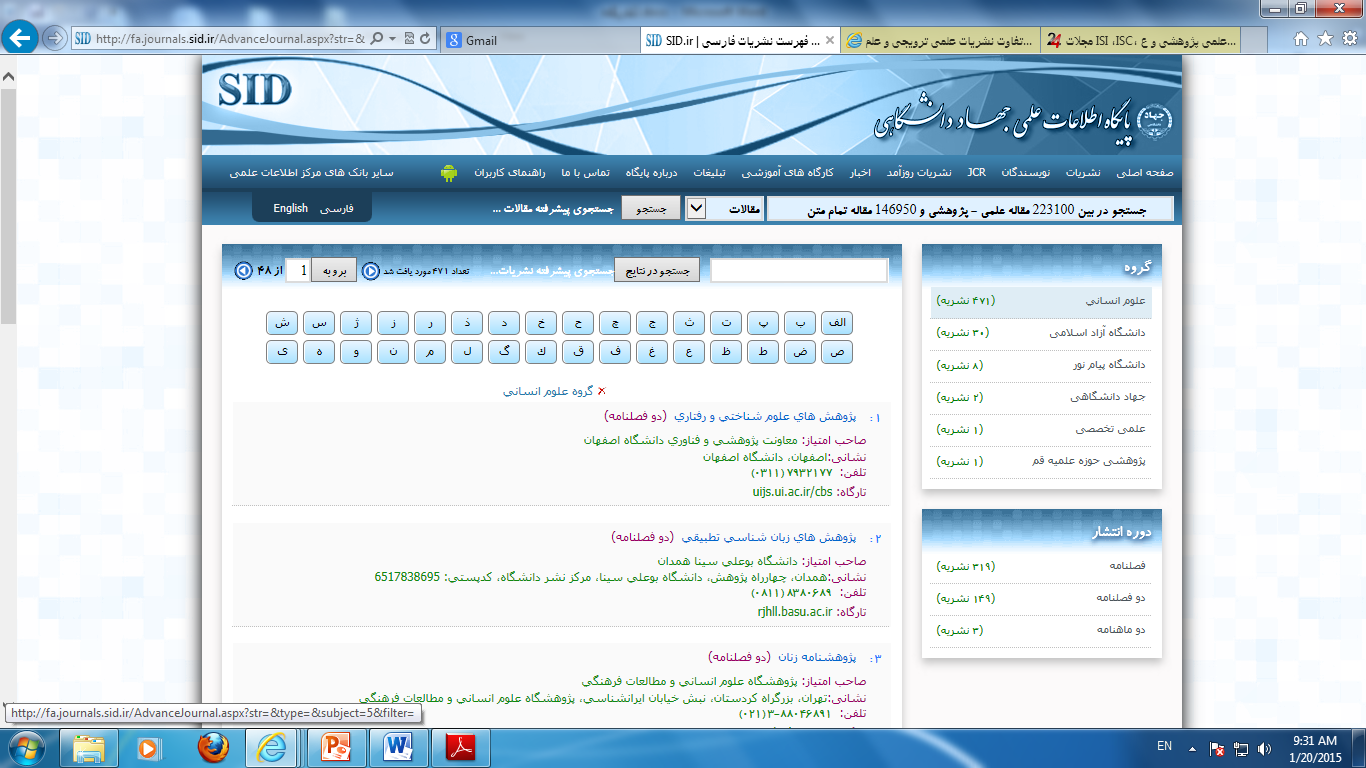 http://fa.journals.sid.ir/AdvanceJournal.aspx?str=&
Gmail
SID.ir | فهرست نشریات فارسی ...
تفاوت نشریات علمی ترویجی و علم...
مجلات ISI ،ISC، علمی پژوهشی و ع...
SID
پایگاه اطلاعات علمی جهاد دانشگاهی
صفحه اصلی نشریات نویسندگان JCR نشریات روزآمد اخبار کارگاه های آموزشی تبلیغات درباره پایگاه تماس با ما راهنمای کاربران سایر بانک های مرکز اطلاعات علمی
جستجو در بین 223100 مقاله علمی - پژوهشی و 146950 مقاله تمام متن مقالات جستجو جستجوی پیشرفته مقالات ... فارسی English
گروه
علوم انساني (۴۷۱ نشریه)
دانشگاه آزاد اسلامی (۳۰ نشریه)
دانشگاه پیام نور (۸ نشریه)
جهاد دانشگاهی (۲ نشریه)
علمی تخصصی (۱ نشریه)
پژوهشی حوزه علمیه قم (۱ نشریه)
دوره انتشار
فصلنامه (۳۱۹ نشریه)
دو فصلنامه (۱۴۹ نشریه)
دو ماهنامه (۳ نشریه)
جستجو در نتایج جستجوی پیشرفته نشریات... تعداد ۴۷۱ مورد یافت شد برو به 1 از ۴۸
الف ب پ ت ث ج چ ح خ د ذ ر ز ژ س ش
ص ض ط ظ ع غ ف ق ك گ ل م ن و ه ی
گروه علوم انساني
۱: پژوهش هاي علوم شناختي و رفتاري (دو فصلنامه)
صاحب امتیاز: معاونت پژوهشي و فناوري دانشگاه اصفهان
نشانی:اصفهان، دانشگاه اصفهان
تلفن: ۷۹۳۲۱۷۷ (۰۳۱۱)
تارگاه: uijs.ui.ac.ir/cbs
۲: پژوهش هاي زبان شناسي تطبيقي (دو فصلنامه)
صاحب امتیاز: دانشگاه بوعلي سينا همدان
نشانی:همدان، چهارراه پژوهش، دانشگاه بوعلي سينا، مركز نشر دانشگاه، كدپستي: 6517838695
تلفن: ۸۳۸۰۶۸۹ (۰۸۱۱)
تارگاه: rjhll.basu.ac.ir
۳: پژوهشنامه زنان (دو فصلنامه)
صاحب امتیاز: پژوهشگاه علوم انساني و مطالعات فرهنگي
نشانی:تهران، بزرگراه کردستان، نبش خيابان ايرانشناسي، پژوهشگاه علوم انساني و مطالعات فرهنگي
تلفن: ۳-۸۸۰۴۶۸۹۱ (۰۲۱)
http://fa.journals.sid.ir/AdvanceJournal.aspx?str=&type=&subject=5&filter=
EN
9:31 AM
1/20/2015